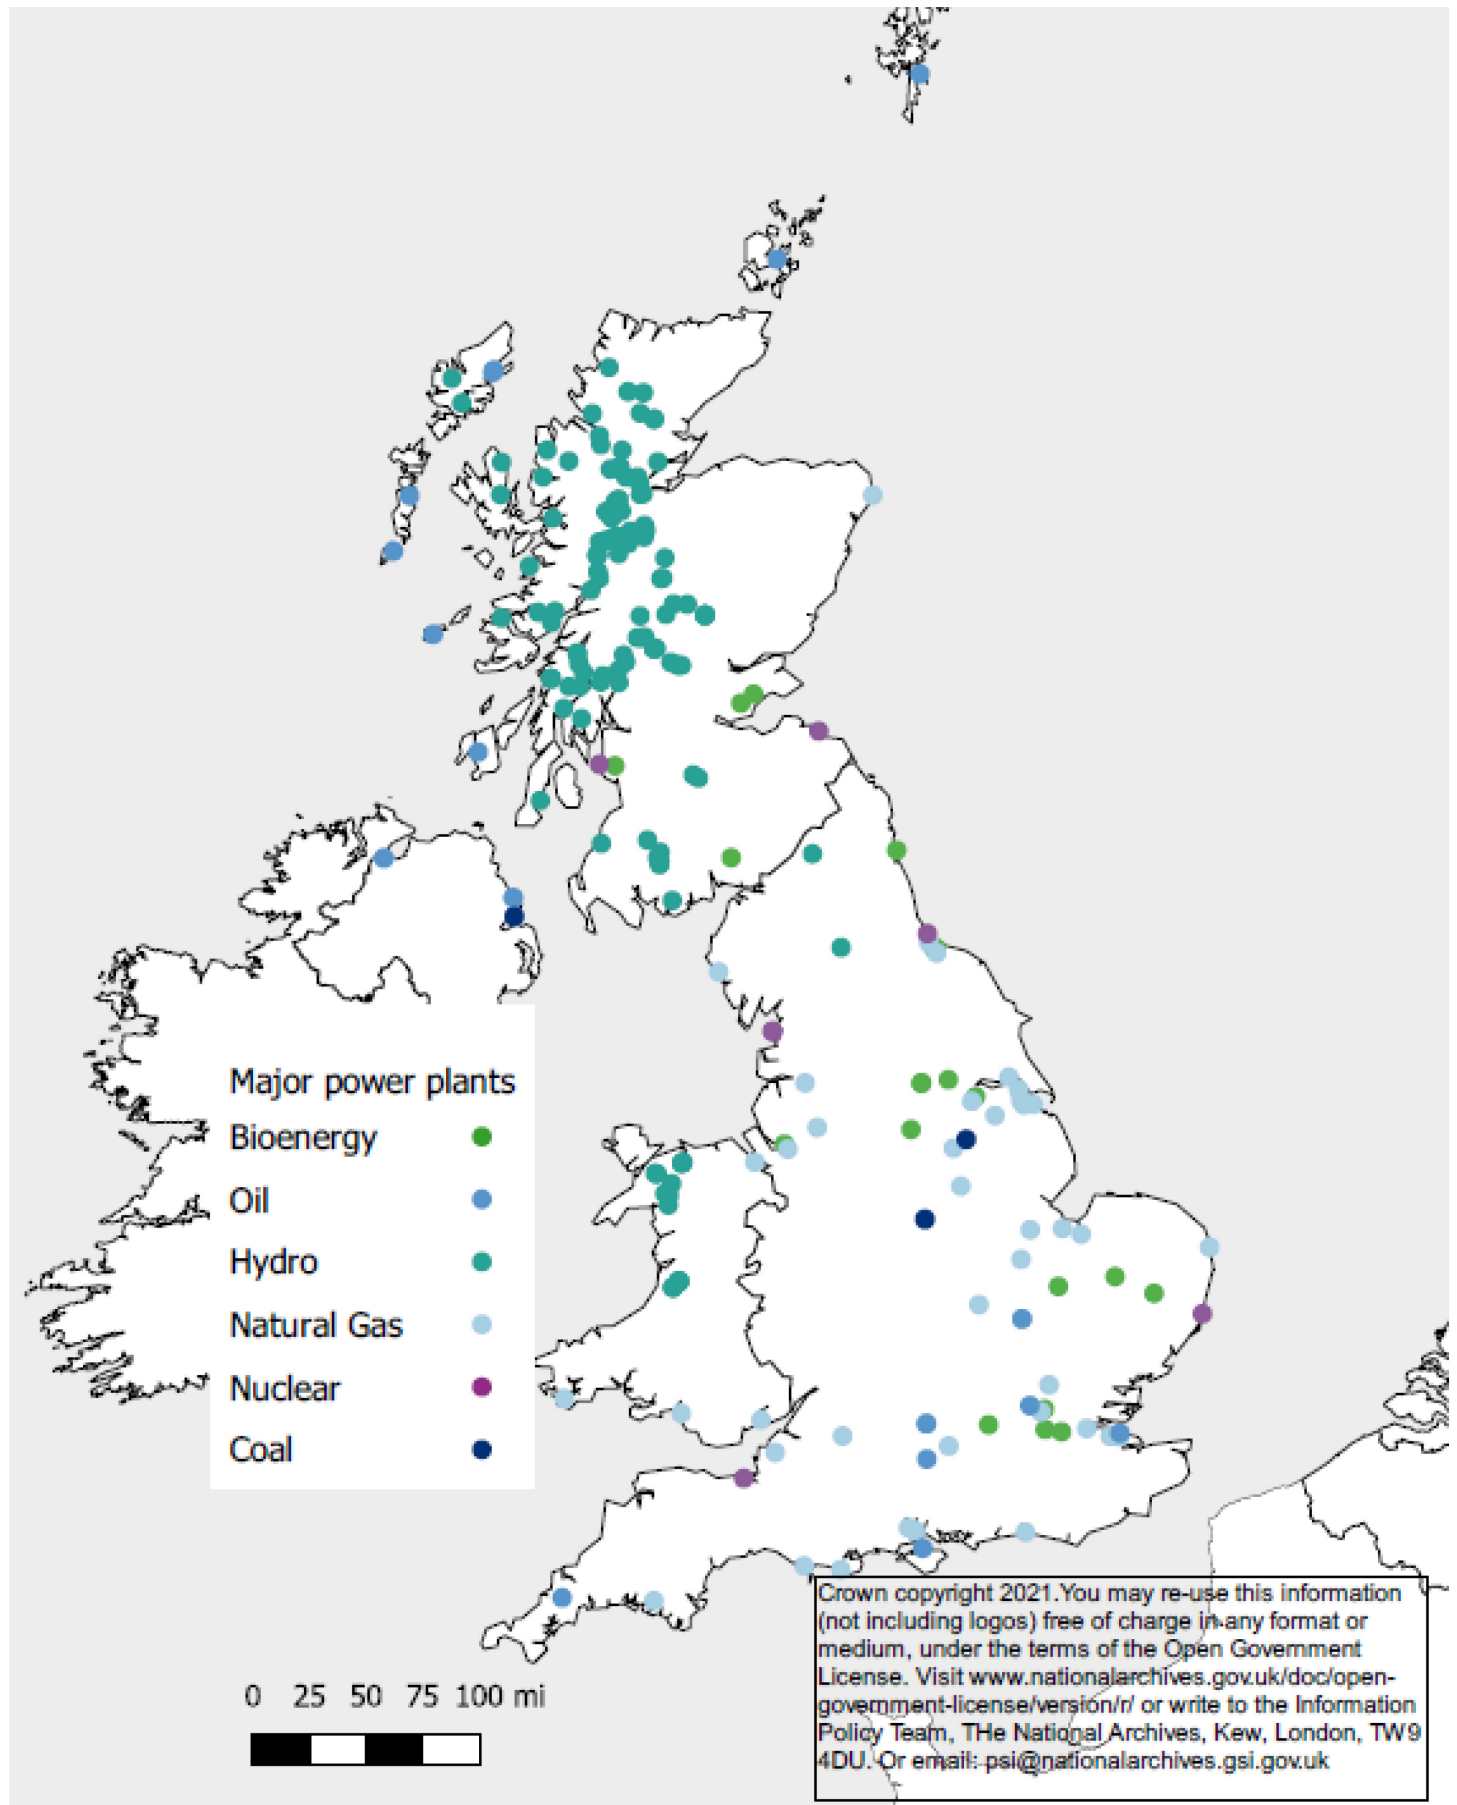 Major power plants
Bioenergy
Oil
Hydro
Natural Gas
Nuclear
Coal
0 25 50 75 100 mi
Crown copyright 2021.You may re-use this information
(not including logos) free of charge in any format or
medium, under the terms of the Open Government
License. Visit www.nationalarchives.gov.uk/doc/open-
government-license/version/r/ or write to the Information
Policy Team, THe National Archives, Kew, London, TW9
4DU. Or email: psi@nationalarchives.gsi.gov.uk